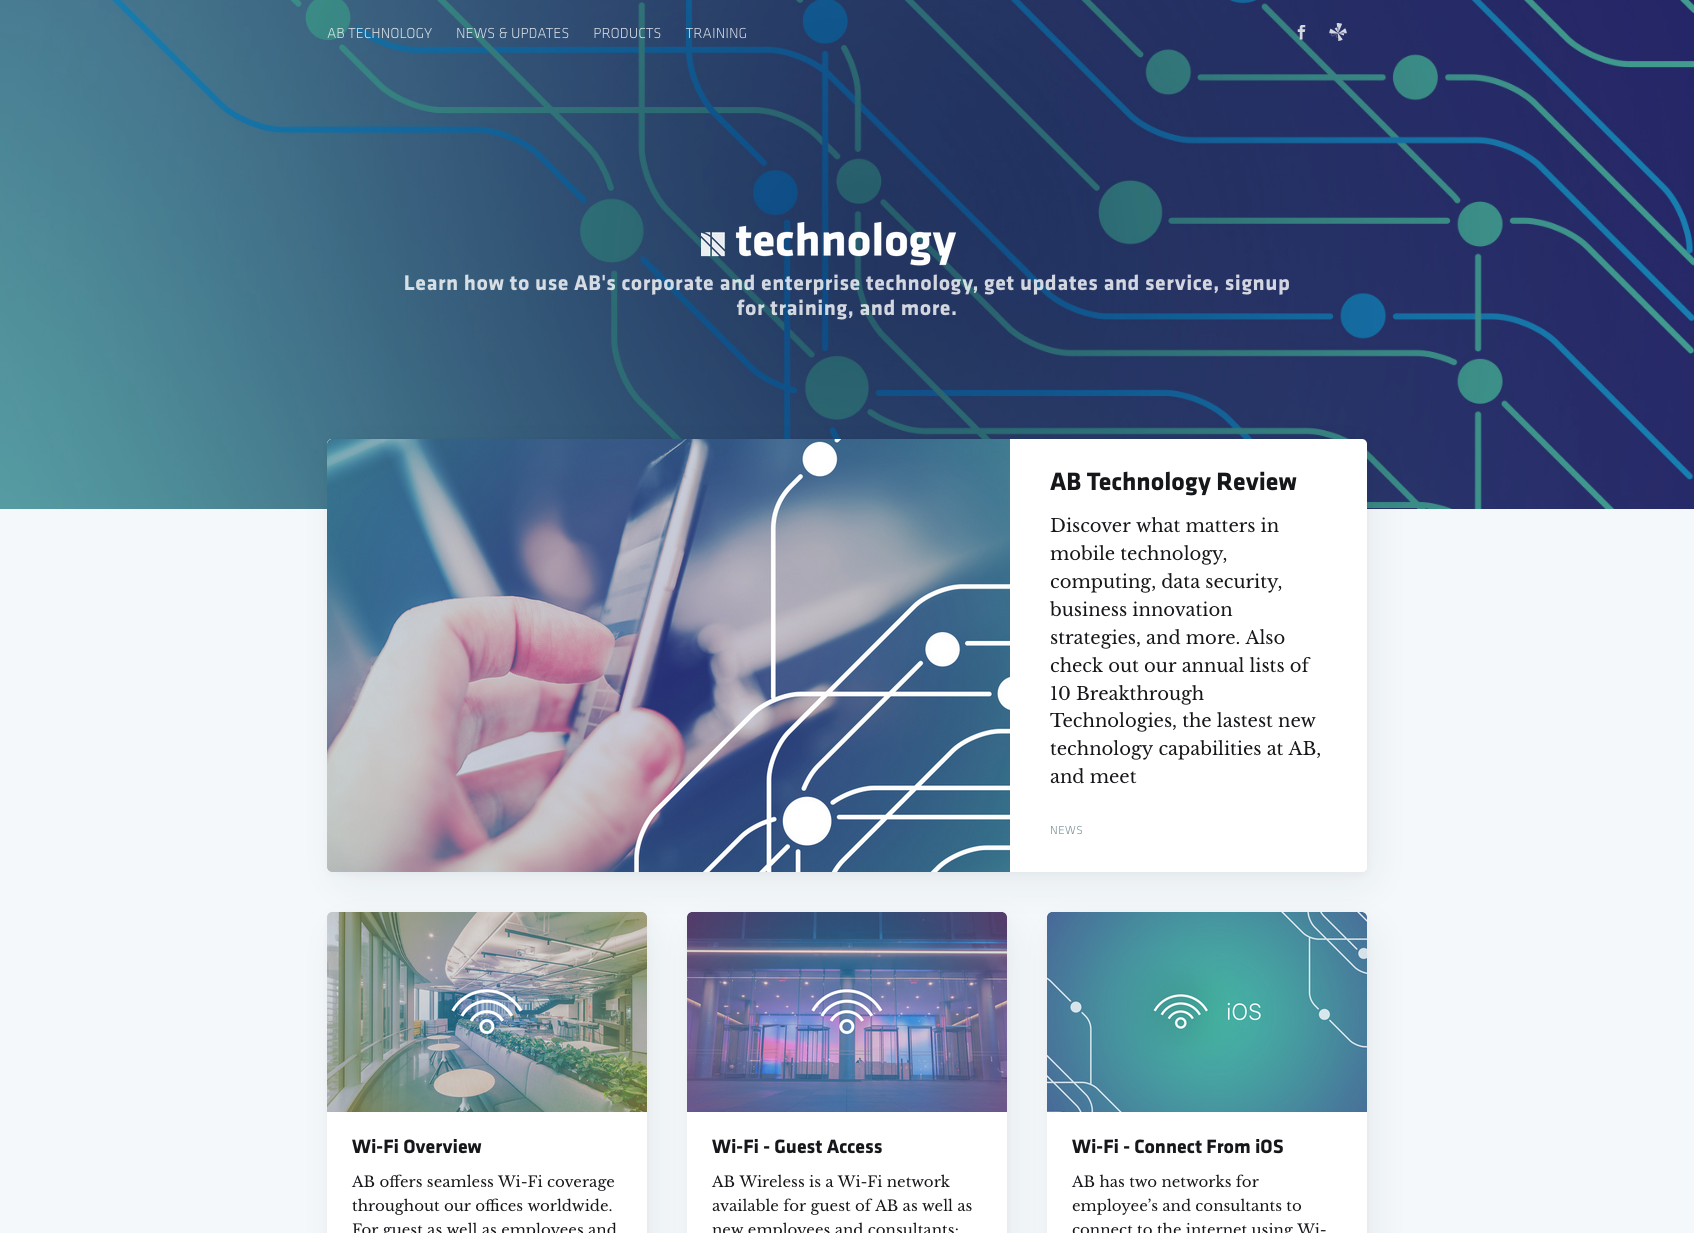 AB TECHNOLOGY NEWS & UPDATES PRODUCTS TRAINING
technology
Learn how to use AB's corporate and enterprise technology, get updates and service, signup
for training, and more.
AB Technology Review
Discover what matters in
mobile technology,
computing, data security,
business innovation
strategies, and more. Also
check out our annual lists of
10 Breakthrough
Technologies, the lastest new
technology capabilities at AB,
and meet
NEWS
iOS
Wi-Fi Overview
AB offers seamless Wi-Fi coverage
throughout our offices worldwide.
For guest as well as employees and
Wi-Fi - Guest Access
AB Wireless is a Wi-Fi network
available for guest of AB as well as
new employees and consultants;
Wi-Fi - Connect From iOS
AB has two networks for
employee’s and consultants to
connect to the internet using Wi-